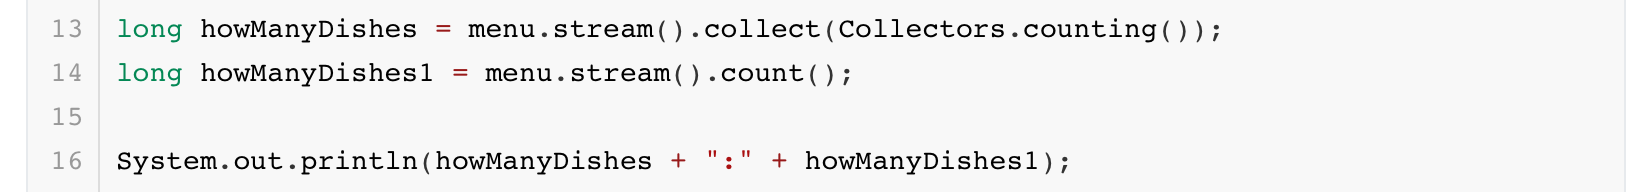 13 long howManyDishes = menu.stream().collect(Collectors.counting());
14 long howManyDishes1 = menu.stream().count();
15
16 System.out.println(howManyDishes + ":" + howManyDishes1);